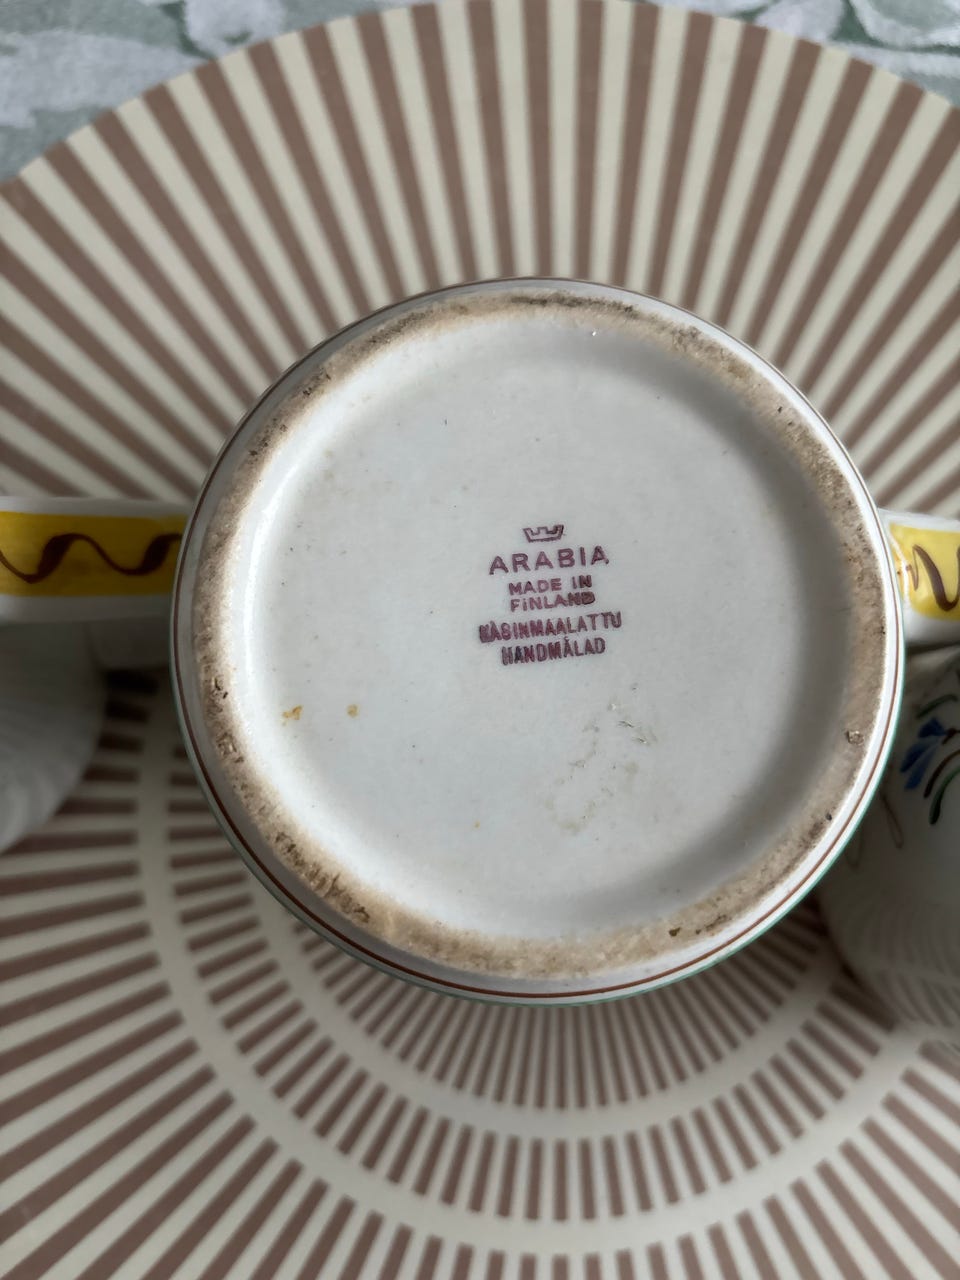 ARABIA
MADE IN
FINLAND
KÄSINMAALATTU
HANDMÅLAD